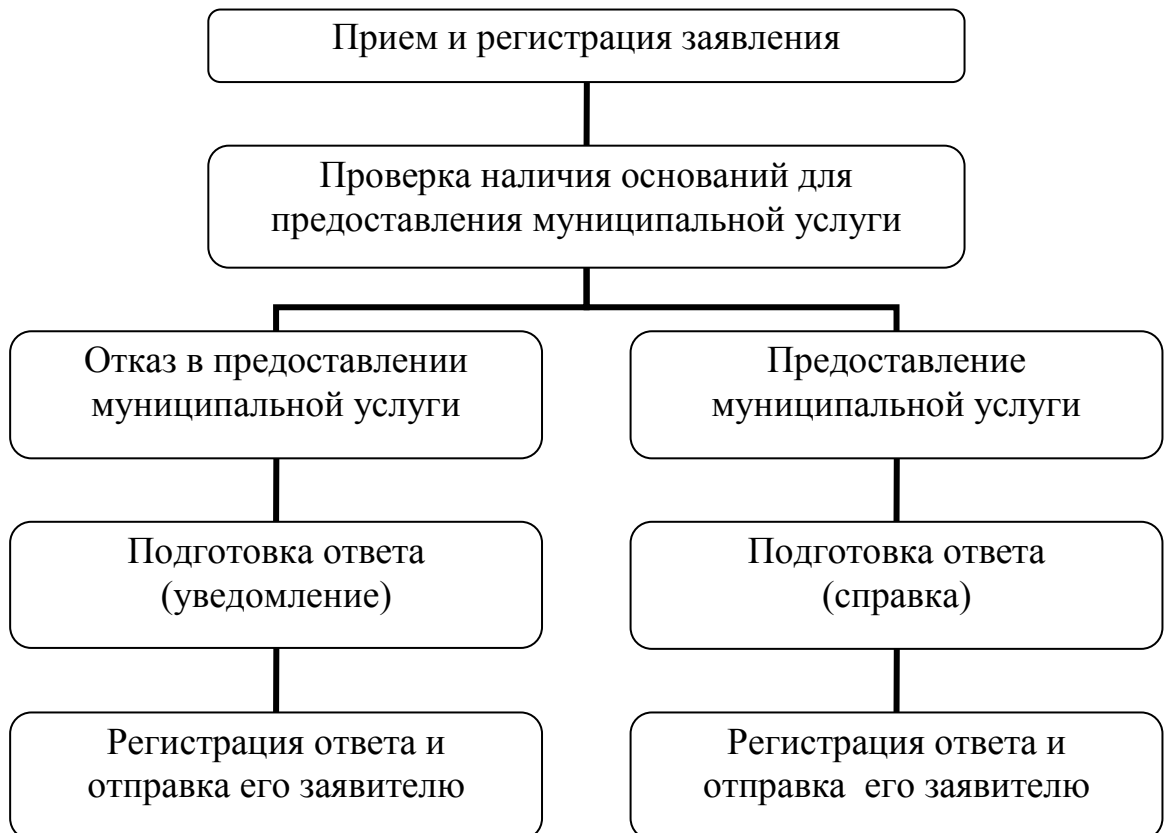 Прием и регистрация заявления
Проверка наличия оснований для
предоставления муниципальной услуги
Отказ в предоставлении
муниципальной услуги
Предоставление
муниципальной услуги
Подготовка ответа
(уведомление)
Подготовка ответа
(справка)
Регистрация ответа и
отправка его заявителю
Регистрация ответа и
отправка его заявителю